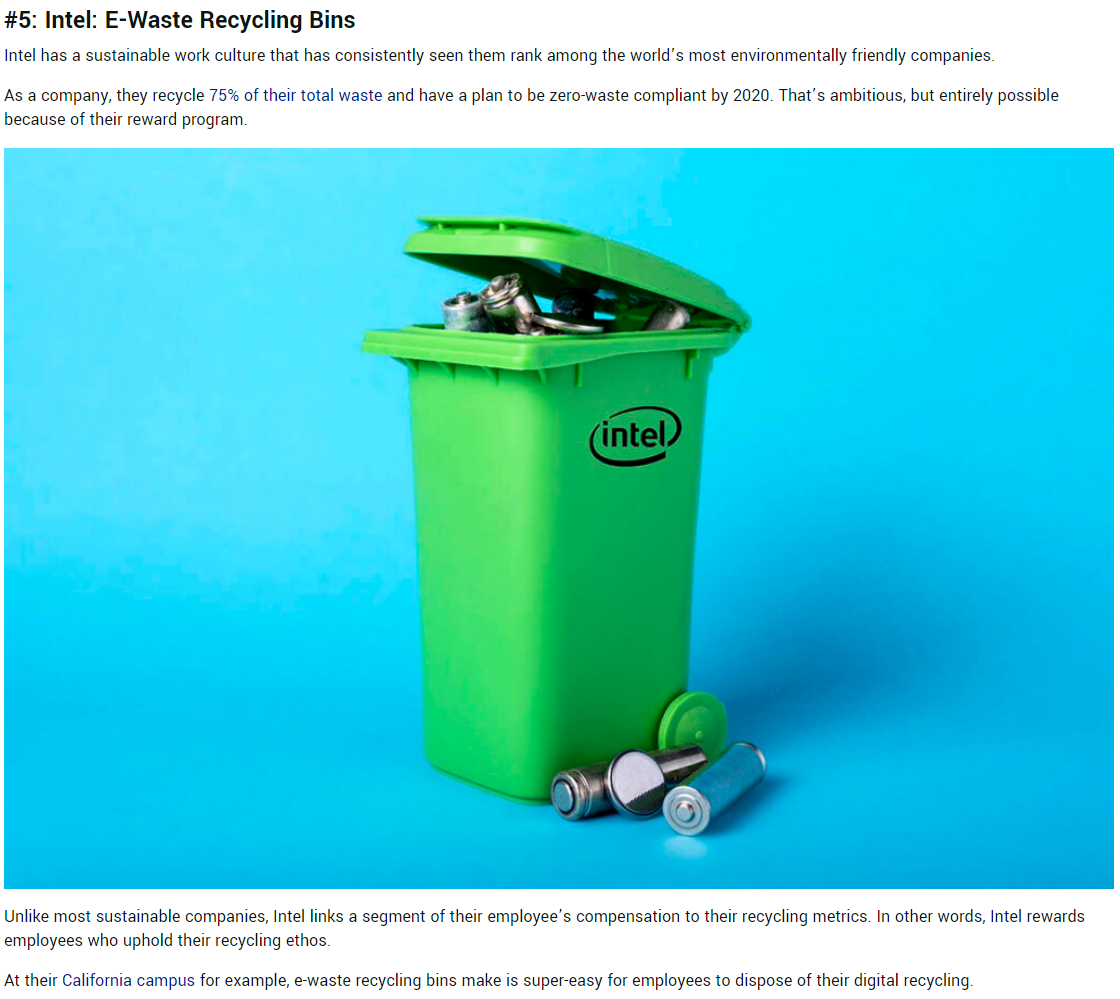 #5: Intel: E-Waste Recycling Bins
Intel has a sustainable work culture that has consistently seen them rank among the world’s most environmentally friendly companies.
As a company, they recycle 75% of their total waste and have a plan to be zero-waste compliant by 2020. That’s ambitious, but entirely possible
because of their reward program.
intel
Unlike most sustainable companies, Intel links a segment of their employee’s compensation to their recycling metrics. In other words, Intel rewards
employees who uphold their recycling ethos.
At their California campus for example, e-waste recycling bins make is super-easy for employees to dispose of their digital recycling.